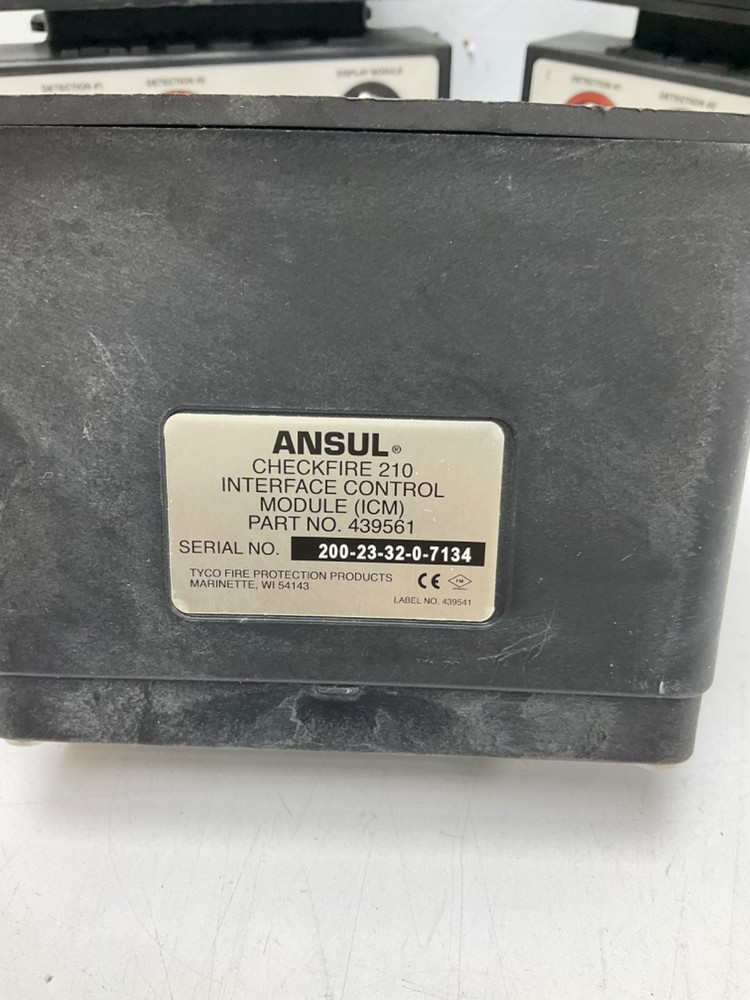 DETECTION #1
DETECTION #2
DISPLAY MODULE
DETECTION #1
DETECTION #2
ANSUL®
CHECKFIRE 210
INTERFACE CONTROL
MODULE (ICM)
PART NO. 439561
SERIAL NO. 200-23-32-0-7134
TYCO FIRE PROTECTION PRODUCTS
MARINETTE, WI 54143
CE FM
LABEL NO. 439541